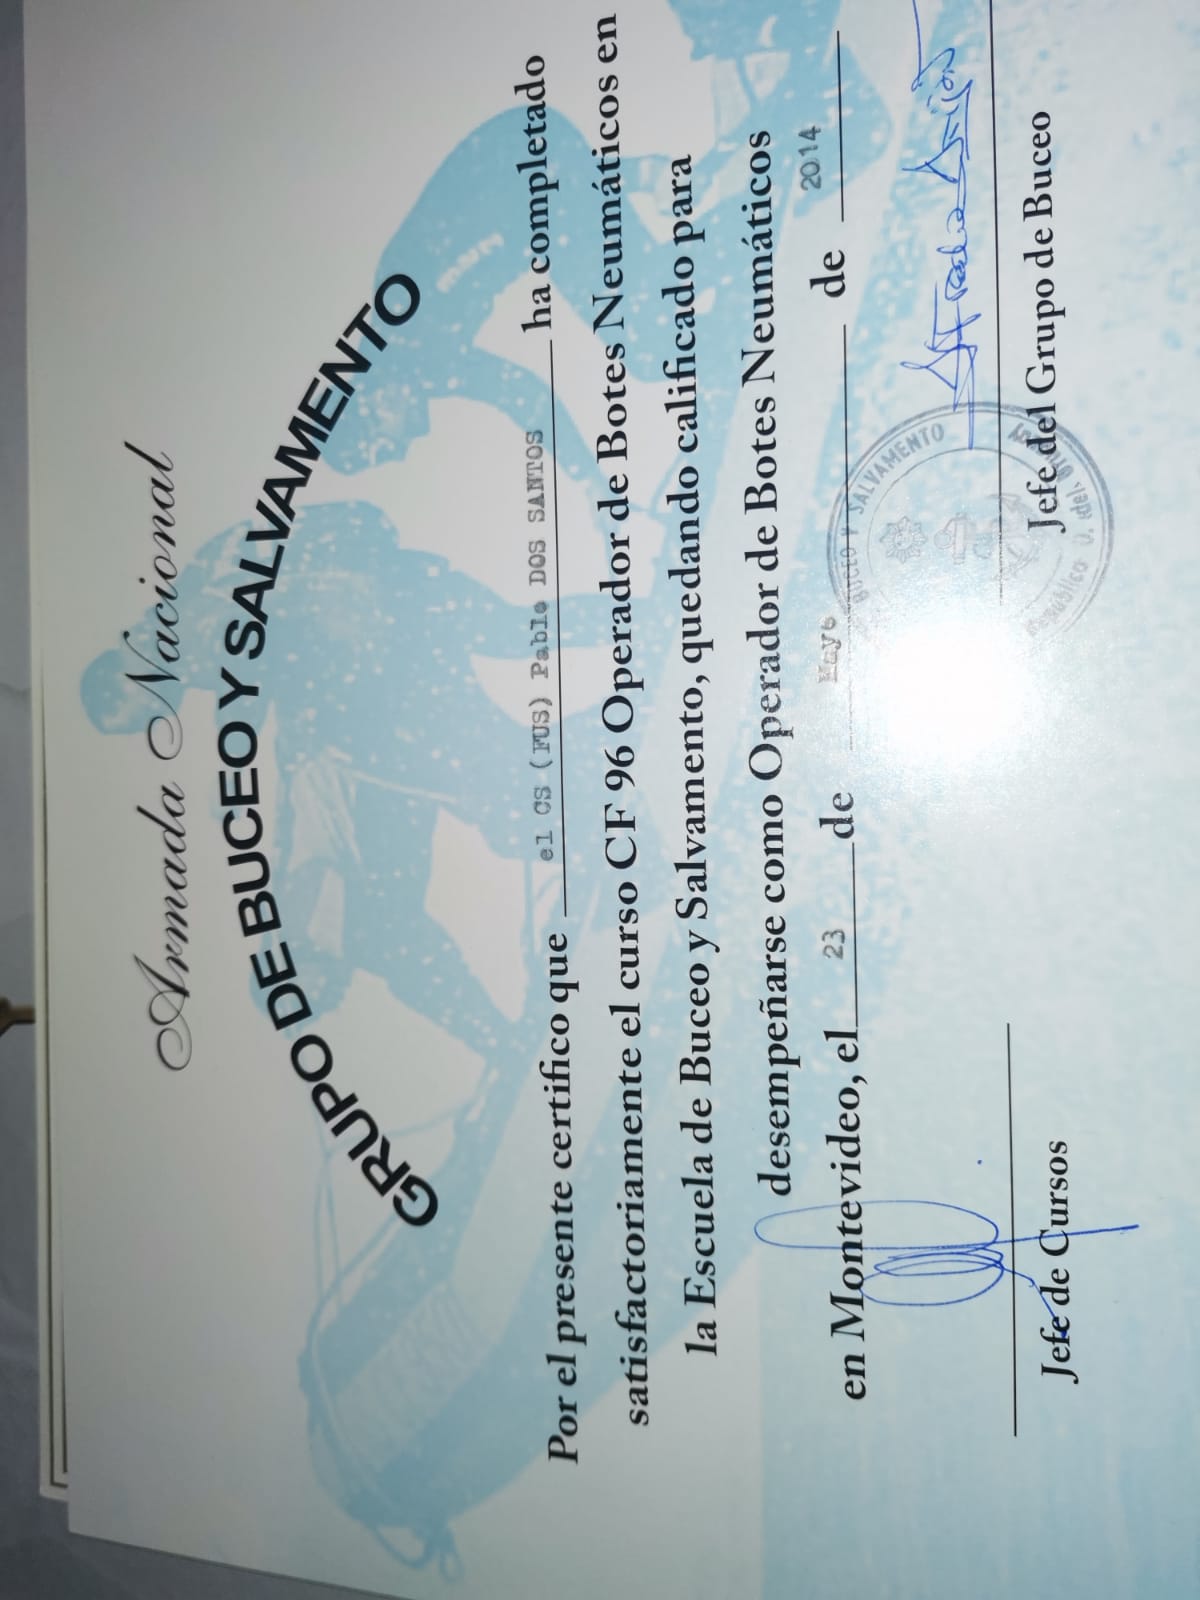 Armada Nacional
GRUPO DE BUCEO Y SALVAMENTO
Por el presente certifico que el CS (FUS) Pablo DOS SANTOS ha completado
satisfactoriamente el curso CF 96 Operador de Botes Neumáticos en
la Escuela de Buceo y Salvamento, quedando calificado para
desempeñarse como Operador de Botes Neumáticos
en Montevideo, el 23 de Mayo de 2014
BUCEO Y SALVAMENTO
República O. del Uruguay
Alfredo Arijón
Jefe de Cursos
Jefe del Grupo de Buceo